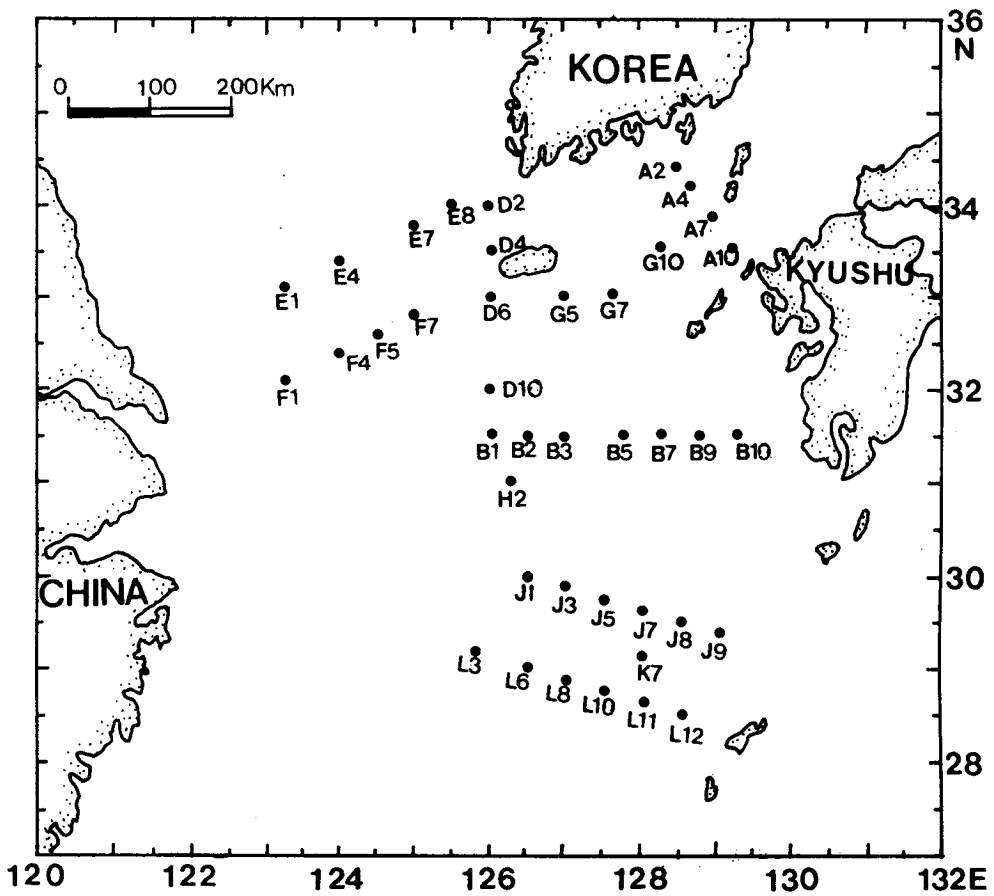 36
N
KOREA
0 100 200Km
A2
A4
34
E8
D2
E7
A7
D4
G10
A10
E4
KYUSHU
E1
D6
G5
G7
F7
F5
F4
32
F1
D10
B1 B2 B3 B5 B7 B9 B10
H2
30
CHINA
J1
J3
J5
J7
J8
J9
L3
K7
L6
L8
L10
L11
L12
28
120 122 124 126 128 130 132E